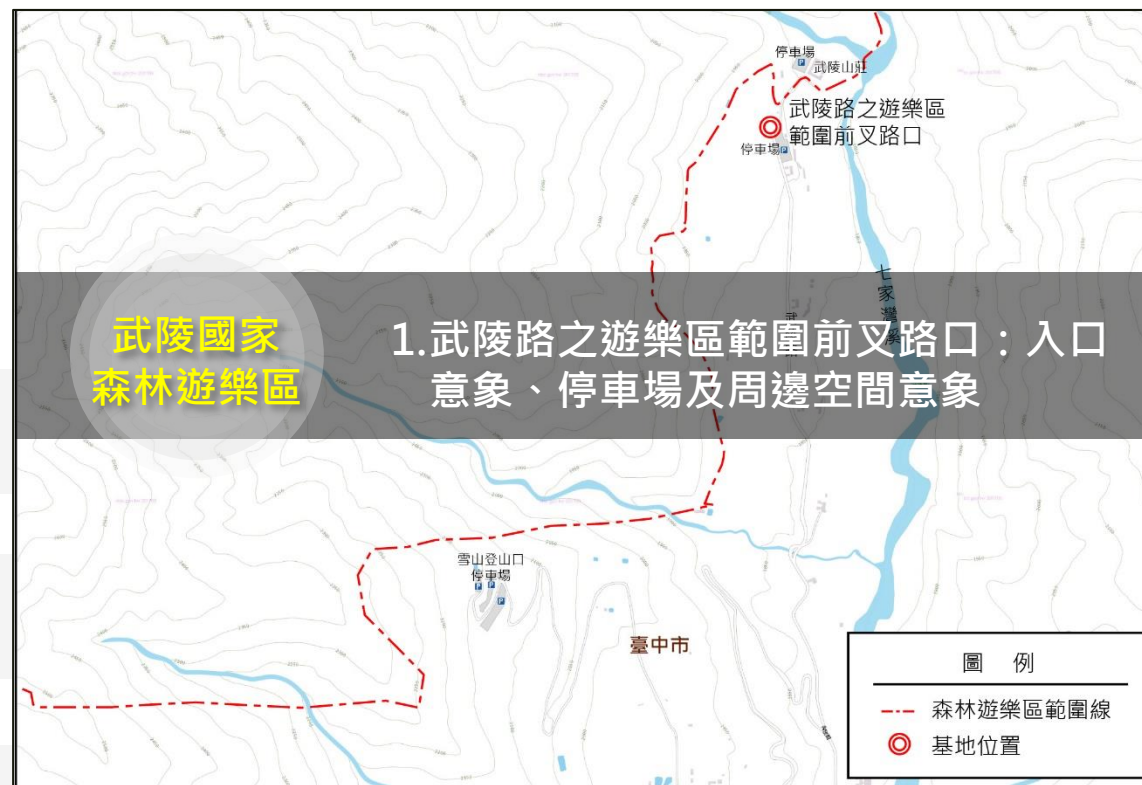 停車場
武陵山莊
武陵路之遊樂區
範圍前叉路口
停車場
七家灣溪
武陵國家
森林遊樂區
1.武陵路之遊樂區範圍前叉路口：入口
意象、停車場及周邊空間意象
雪山登山口
停車場
臺中市
圖 例
森林遊樂區範圍線
基地位置